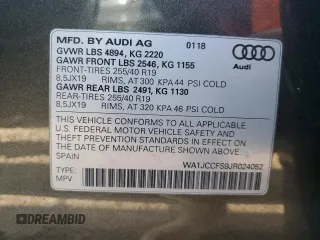 MFD. BY AUDI AG 0118
GVWR LBS 4894, KG 2220
GAWR FRONT LBS 2546, KG 1155
FRONT-TIRES 255/40 R19
8,5JX19 RIMS, AT 300 KPA 44 PSI COLD
GAWR REAR LBS 2491, KG 1130
REAR-TIRES 255/40 R19
8,5JX19 RIMS, AT 320 KPA 46 PSI COLD
Audi
THIS VEHICLE CONFORMS TO ALL APPLICABLE
U.S. FEDERAL MOTOR VEHICLE SAFETY,
BUMPER, AND THEFT PREVENTION STANDARDS
IN EFFECT ON THE DATE OF
MANUFACTURE SHOWN ABOVE.
SPAIN
WA1JCCFS9JR024052
TYPE:
MPV
DREAMBID